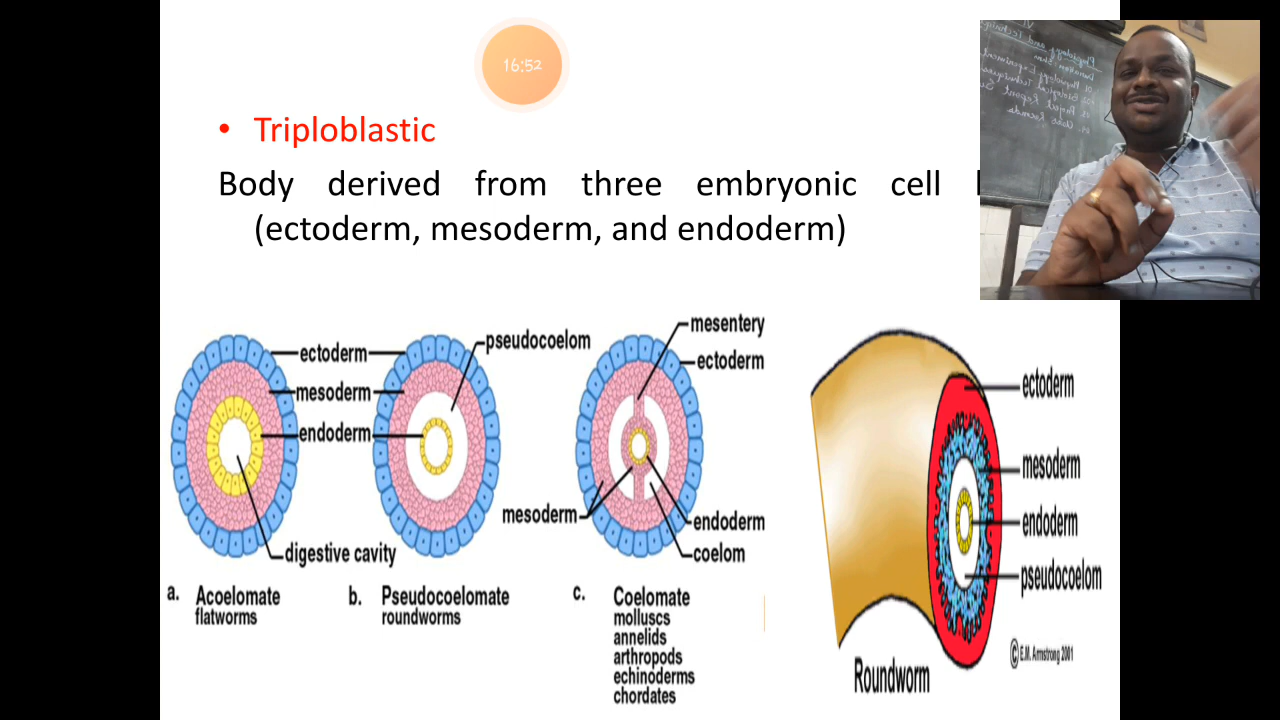 16:52
• Triploblastic
Body derived from three embryonic cell
(ectoderm, mesoderm, and endoderm)
ectoderm
mesoderm
endoderm
digestive cavity
pseudocoelom
mesentery
ectoderm
mesoderm
endoderm
coelom
a. Acoelomate
flatworms
b. Pseudocoelomate
roundworms
c. Coelomate
molluscs
annelids
arthropods
echinoderms
chordates
ectoderm
mesoderm
endoderm
pseudocoelom
Roundworm
© E.M. Armstrong 2001